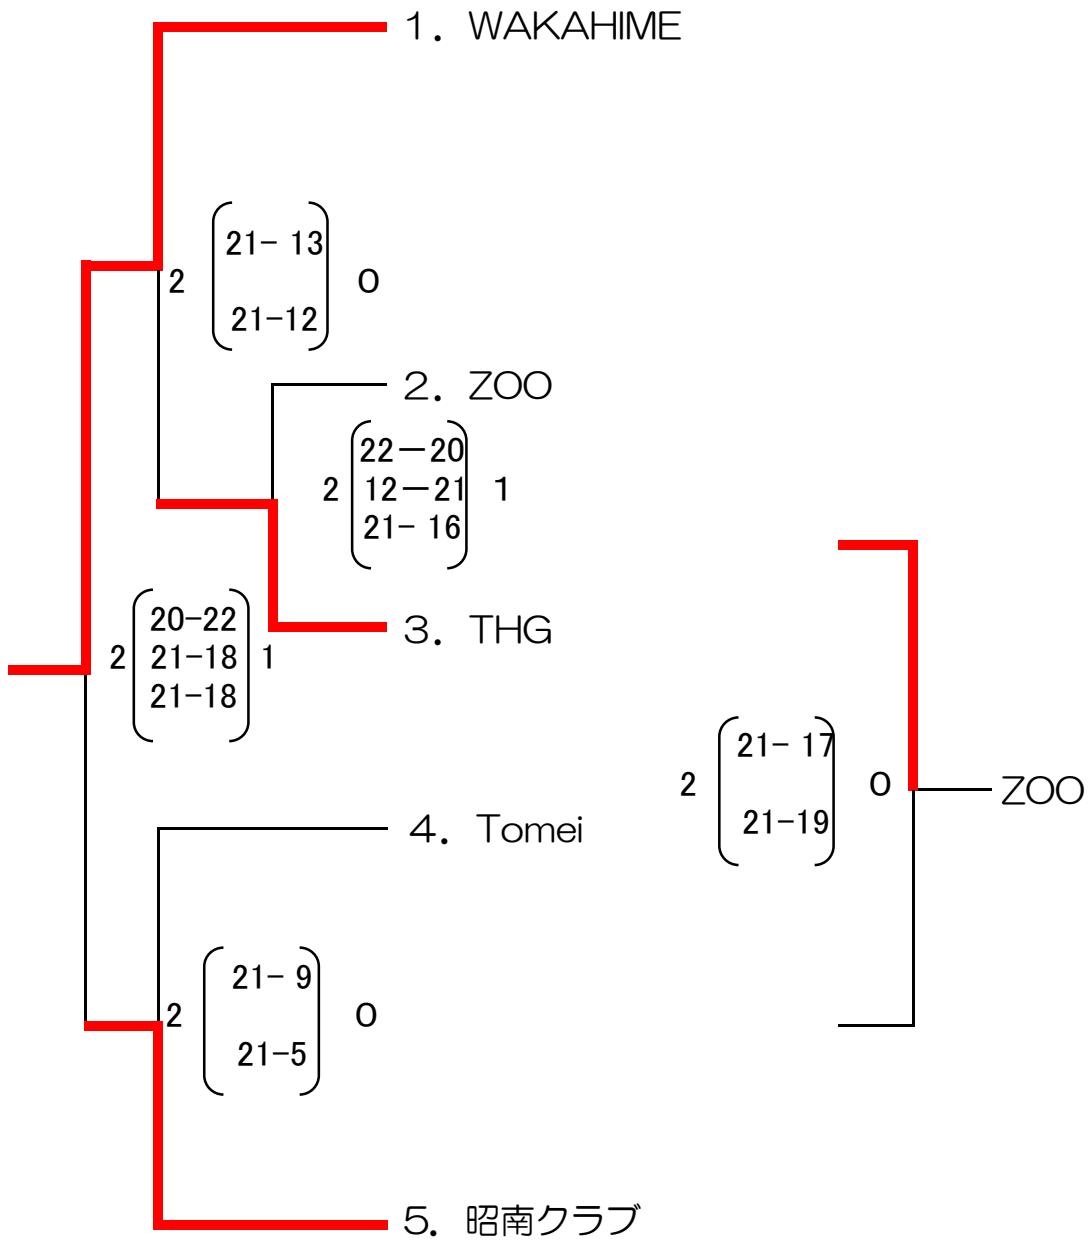 1. WAKAHIME
21- 13
2 0
21-12
2. ZOO
22-20
2 12-21 1
21- 16
3. THG
20-22
2 21-18 1
21-18
21- 17
2 0 ZOO
21-19
4. Tomei
21- 9
2 0
21-5
5. 昭南クラブ